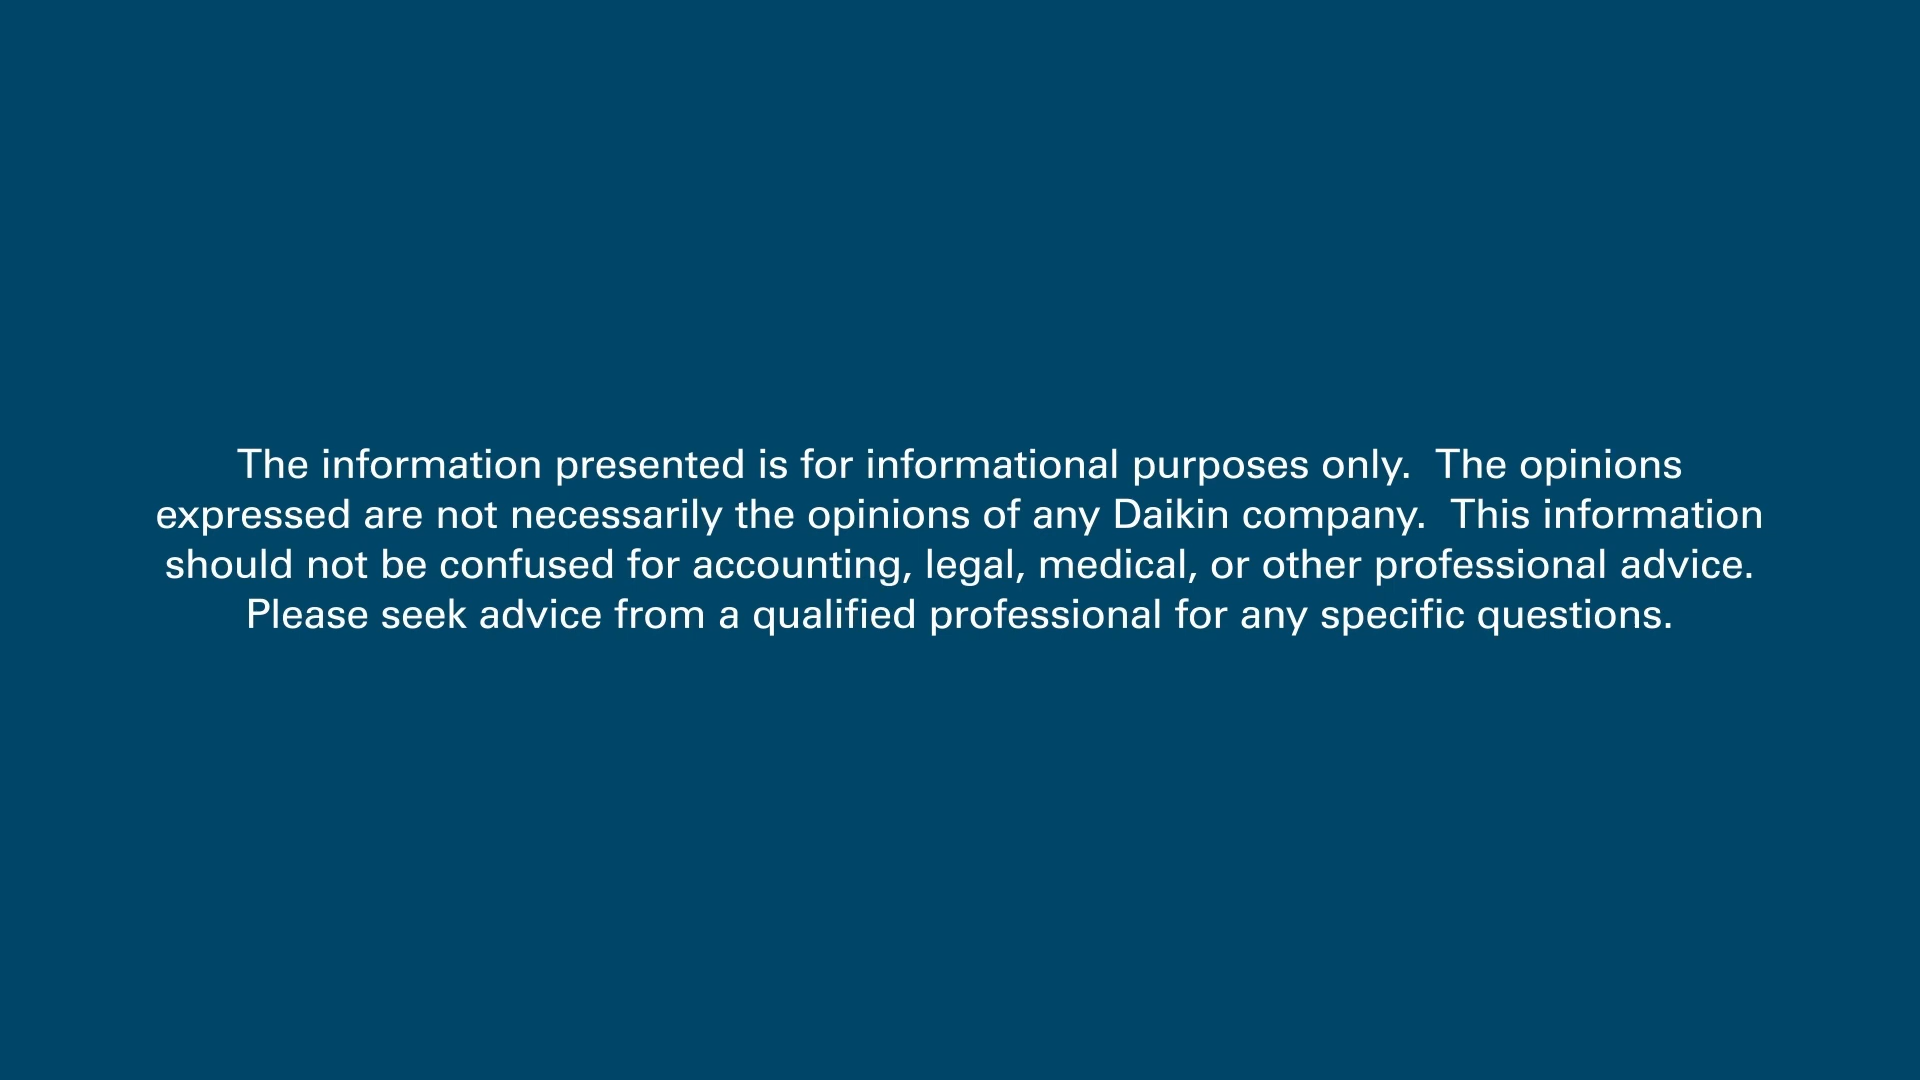 The information presented is for informational purposes only.  The opinions
expressed are not necessarily the opinions of any Daikin company.  This information
should not be confused for accounting, legal, medical, or other professional advice.
Please seek advice from a qualified professional for any specific questions.